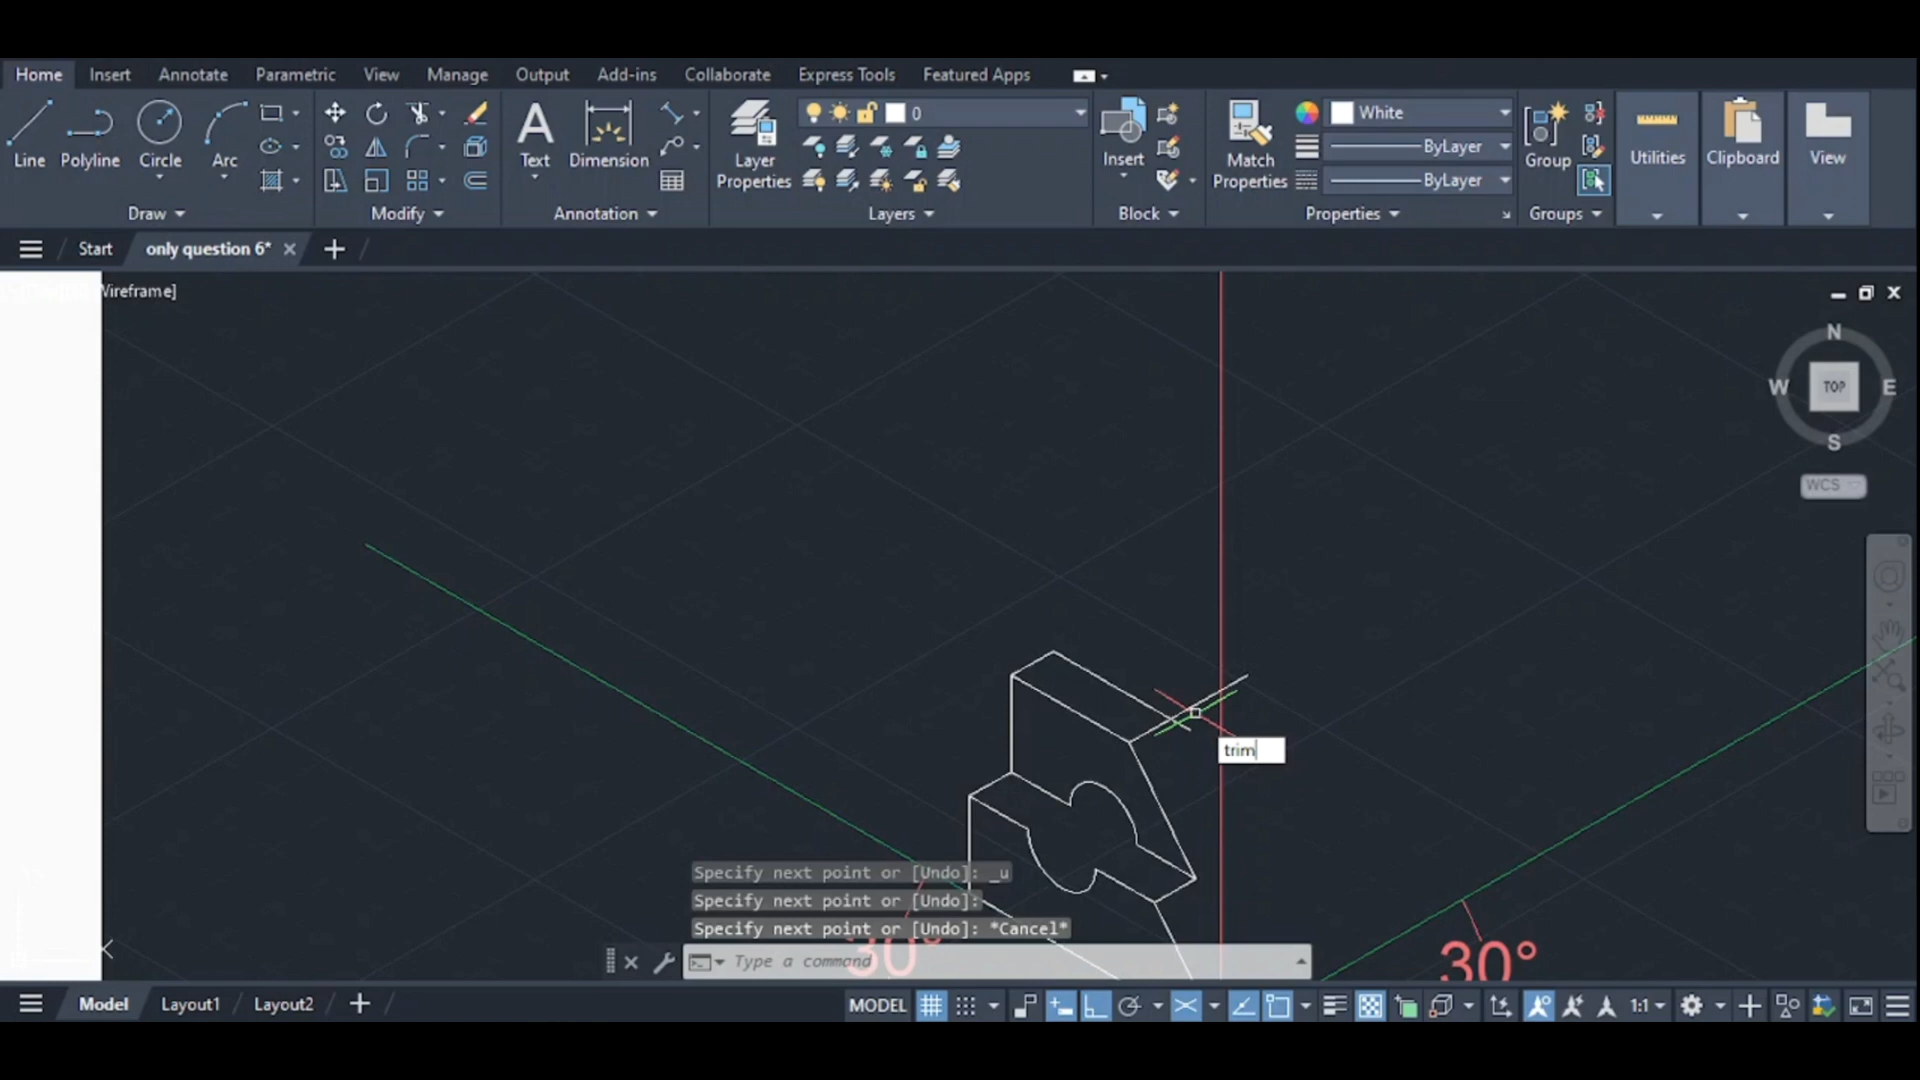 Home Insert Annotate Parametric View Manage Output Add-ins Collaborate Express Tools Featured Apps
0 White
ByLayer
ByLayer
Line Polyline Circle Arc Text Dimension Layer Properties Insert Match Properties Group Utilities Clipboard View
Draw Modify Annotation Layers Block Properties Groups
Start only question 6*
Wireframe]
N
W TOP E
S
WCS
trim
Specify next point or [Undo]: _u
Specify next point or [Undo]:
Specify next point or [Undo]: *Cancel*
30° 30°
Type a command
Model Layout1 Layout2 MODEL 1:1